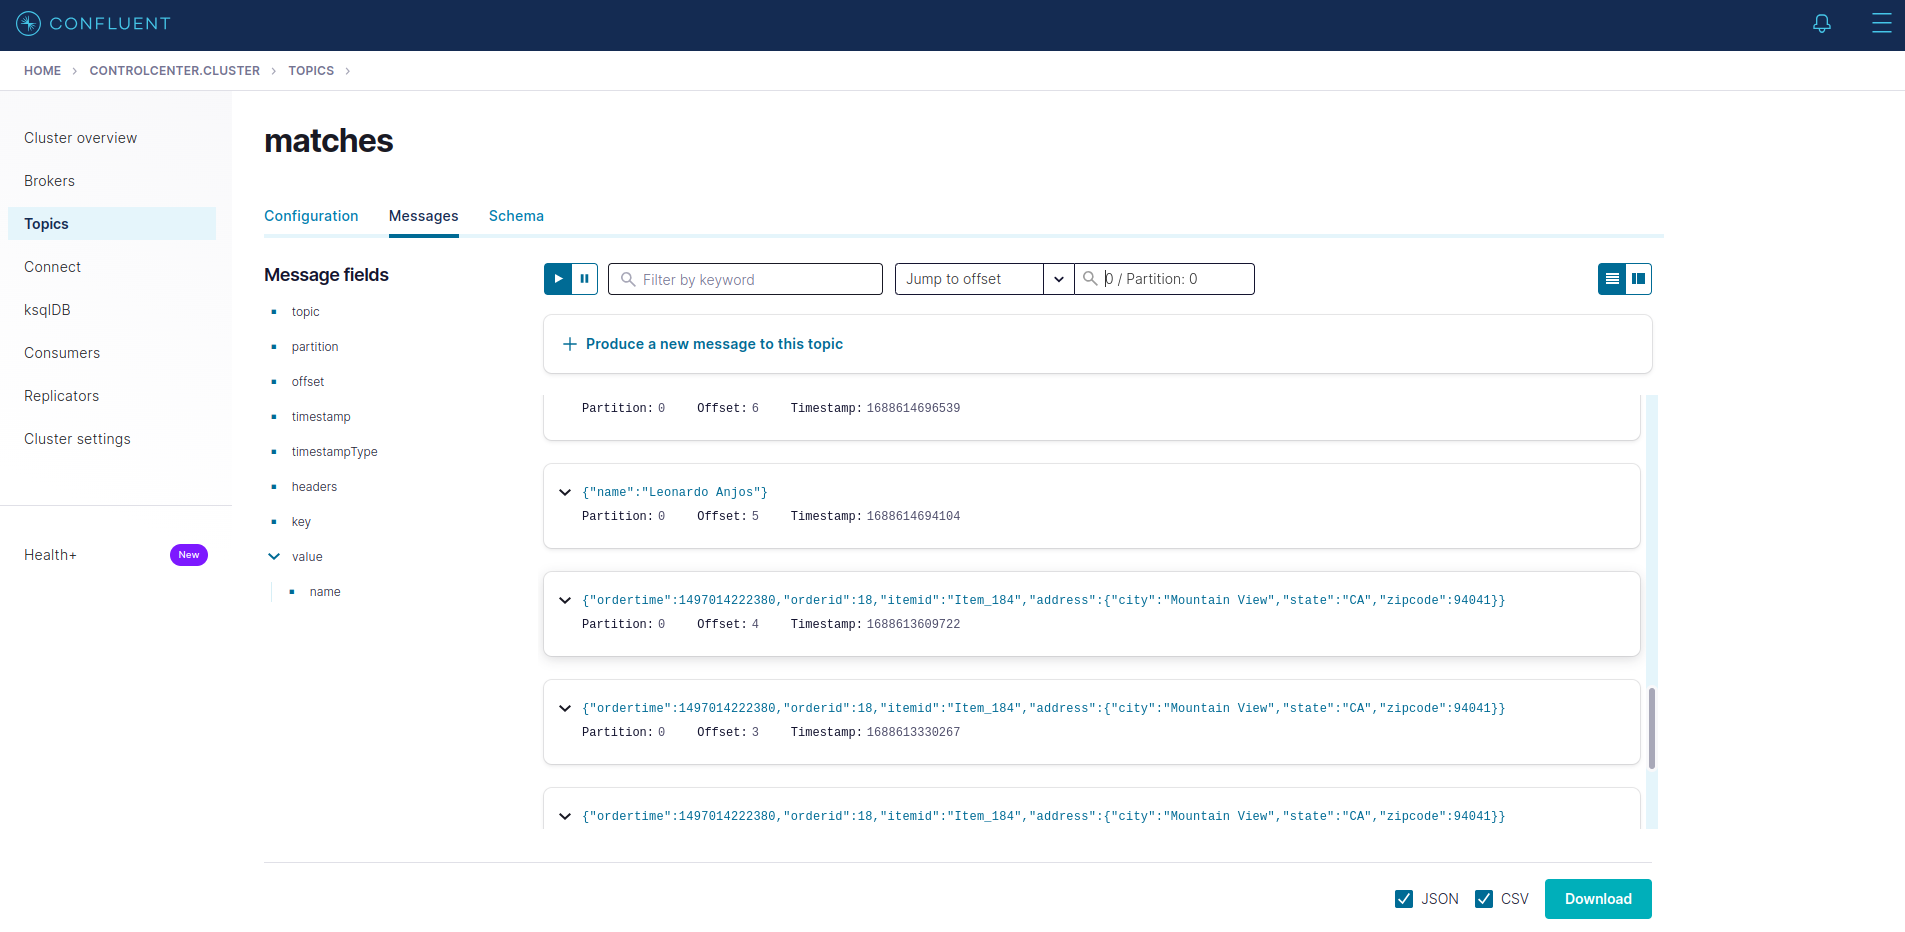 CONFLUENT
HOME > CONTROLCENTER.CLUSTER > TOPICS >
Cluster overview
Brokers
Topics
Connect
ksqlDB
Consumers
Replicators
Cluster settings
Health+ New
matches
Configuration Messages Schema
Message fields
topic
partition
offset
timestamp
timestampType
headers
key
value
name
Filter by keyword
Jump to offset
0 / Partition: 0
Produce a new message to this topic
Partition: 0 Offset: 6 Timestamp: 1688614696539
{"name":"Leonardo Anjos"}
Partition: 0 Offset: 5 Timestamp: 1688614694104
{"ordertime":1497014222380,"orderid":18,"itemid":"Item_184","address":{"city":"Mountain View","state":"CA","zipcode":94041}}
Partition: 0 Offset: 4 Timestamp: 1688613609722
{"ordertime":1497014222380,"orderid":18,"itemid":"Item_184","address":{"city":"Mountain View","state":"CA","zipcode":94041}}
Partition: 0 Offset: 3 Timestamp: 1688613330267
{"ordertime":1497014222380,"orderid":18,"itemid":"Item_184","address":{"city":"Mountain View","state":"CA","zipcode":94041}}
JSON CSV Download